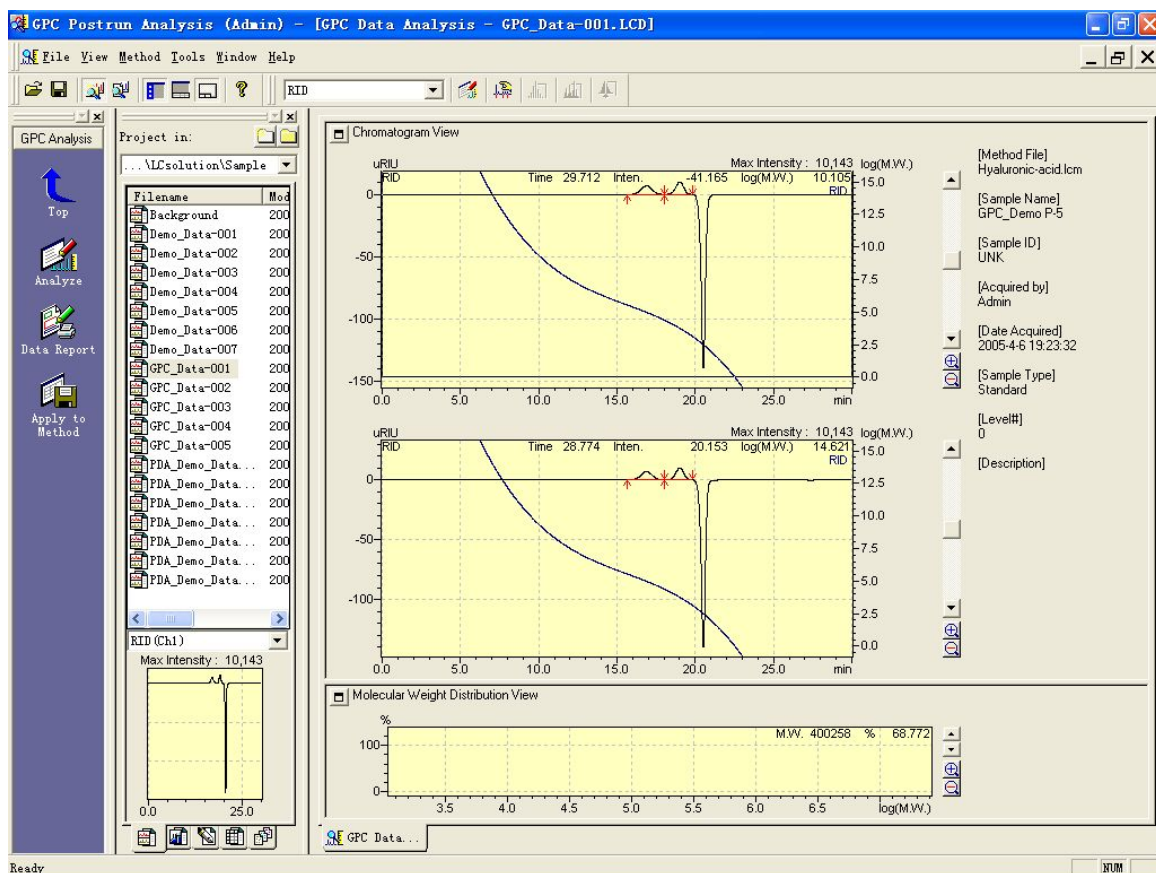 GPC Postrun Analysis (Admin) - [GPC Data Analysis - GPC_Data-001.LCD]
File View Method Tools Window Help
RID
GPC Analysis
Top
Analyze
Data Report
Apply to
Method
Project in:
...\LCsolution\Sample
Filename Mod
Background 200
Demo_Data-001 200
Demo_Data-002 200
Demo_Data-003 200
Demo_Data-004 200
Demo_Data-005 200
Demo_Data-006 200
Demo_Data-007 200
GPC_Data-001 200
GPC_Data-002 200
GPC_Data-003 200
GPC_Data-004 200
GPC_Data-005 200
PDA_Demo_Data... 200
PDA_Demo_Data... 200
PDA_Demo_Data... 200
PDA_Demo_Data... 200
PDA_Demo_Data... 200
PDA_Demo_Data... 200
PDA_Demo_Data... 200
RID(Ch1)
Max Intensity : 10,143
0.0 25.0
Chromatogram View
uRIU Max Intensity : 10,143 log(M.W.)
RID Time 29.712 Inten. -41.165 log(M.W.) 10.105
RID
0
-50
-100
-150
15.0
12.5
10.0
7.5
5.0
2.5
0.0
0.0 5.0 10.0 15.0 20.0 25.0 min
uRIU Max Intensity : 10,143 log(M.W.)
RID Time 28.774 Inten. 20.153 log(M.W.) 14.621
RID
0
-50
-100
15.0
12.5
10.0
7.5
5.0
2.5
0.0
0.0 5.0 10.0 15.0 20.0 25.0 min
[Method File]
Hyaluronic-acid.lcm
[Sample Name]
GPC_Demo P-5
[Sample ID]
UNK
[Acquired by]
Admin
[Date Acquired]
2005-4-6 19:23:32
[Sample Type]
Standard
[Level#]
0
[Description]
Molecular Weight Distribution View
%
M.W. 400258 % 68.772
100
0
3.5 4.0 4.5 5.0 5.5 6.0 6.5 log(M.W.)
GPC Data...
Ready NUM